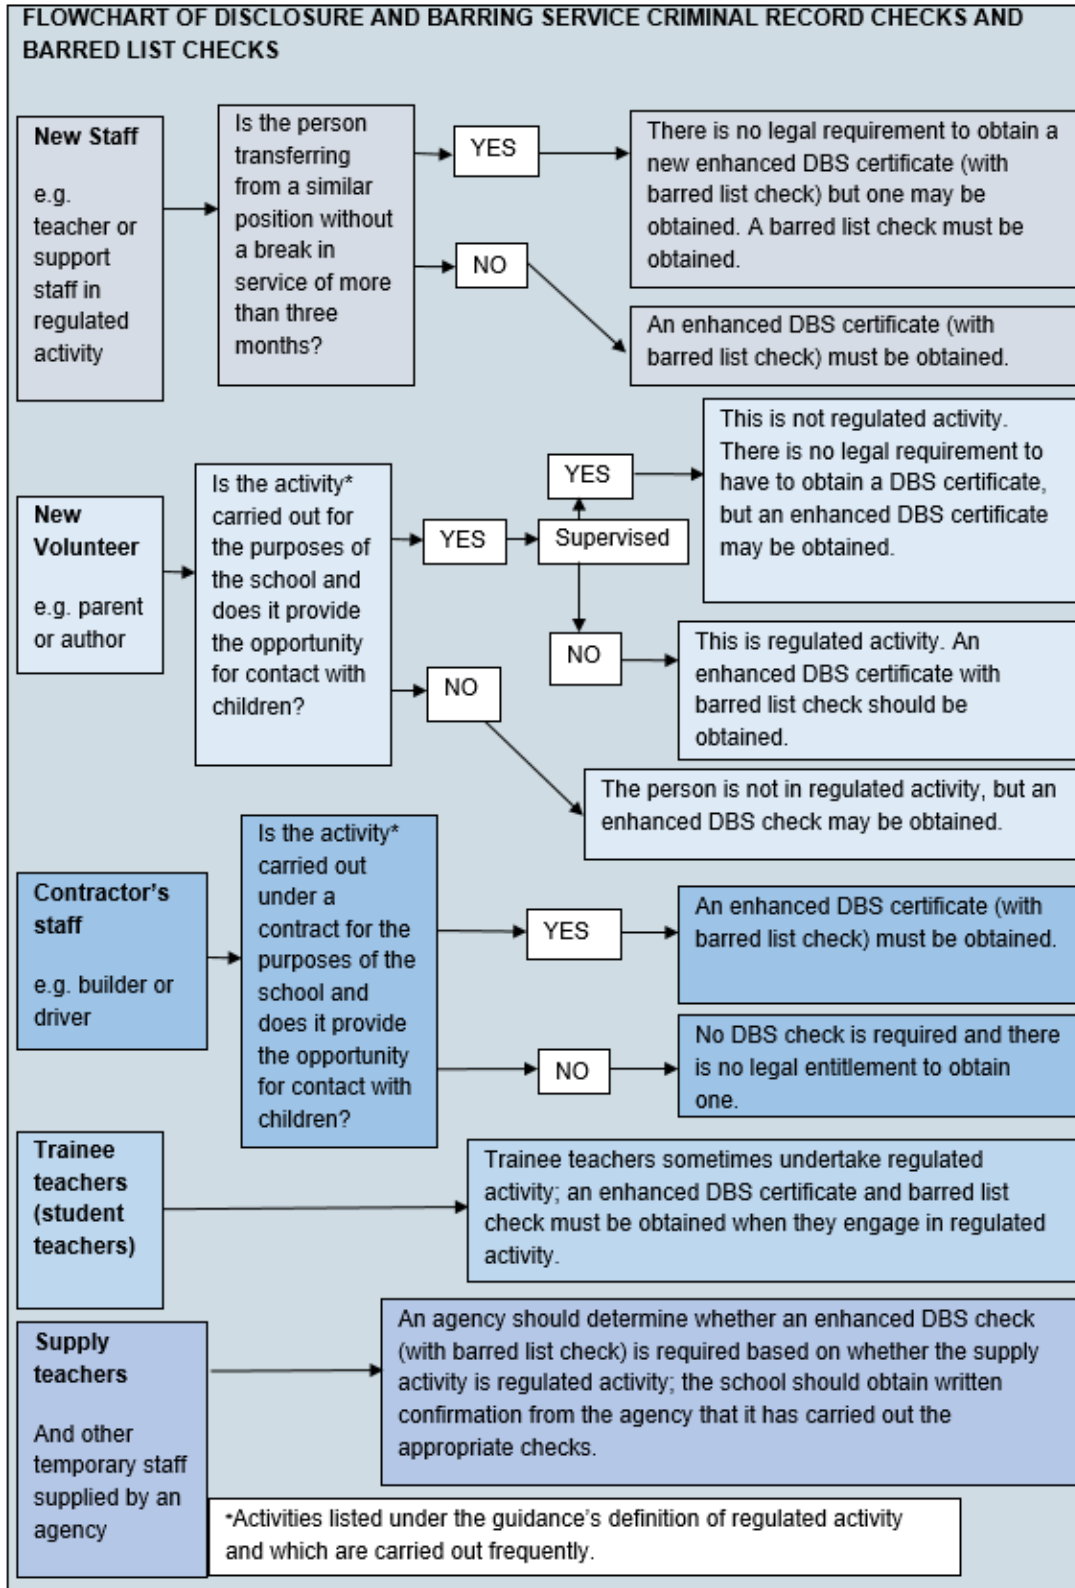 FLOWCHART OF DISCLOSURE AND BARRING SERVICE CRIMINAL RECORD CHECKS AND
BARRED LIST CHECKS
New Staff
e.g.
teacher or
support
staff in
regulated
activity
Is the person
transferring
from a similar
position without
a break in
service of more
than three
months?
YES
There is no legal requirement to obtain a
new enhanced DBS certificate (with
barred list check) but one may be
obtained. A barred list check must be
obtained.
NO
An enhanced DBS certificate (with
barred list check) must be obtained.
New
Volunteer
e.g. parent
or author
Is the activity*
carried out for
the purposes of
the school and
does it provide
the opportunity
for contact with
children?
YES
Supervised
YES
This is not regulated activity.
There is no legal requirement to
have to obtain a DBS certificate,
but an enhanced DBS certificate
may be obtained.
NO
This is regulated activity. An
enhanced DBS certificate with
barred list check should be
obtained.
NO
The person is not in regulated activity, but an
enhanced DBS check may be obtained.
Contractor's
staff
e.g. builder or
driver
Is the activity*
carried out
under a
contract for the
purposes of the
school and
does it provide
the opportunity
for contact with
children?
YES
An enhanced DBS certificate (with
barred list check) must be obtained.
NO
No DBS check is required and there
is no legal entitlement to obtain
one.
Trainee
teachers
(student
teachers)
Trainee teachers sometimes undertake regulated
activity; an enhanced DBS certificate and barred list
check must be obtained when they engage in regulated
activity.
Supply
teachers
And other
temporary staff
supplied by an
agency
An agency should determine whether an enhanced DBS check
(with barred list check) is required based on whether the supply
activity is regulated activity; the school should obtain written
confirmation from the agency that it has carried out the
appropriate checks.
*Activities listed under the guidance's definition of regulated activity
and which are carried out frequently.